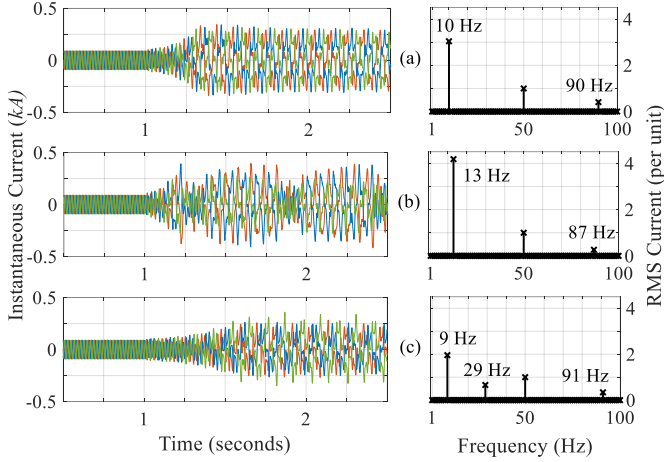 0.5
0
-0.5
1
2
10 Hz
90 Hz
4
2
0
1
50
100
(a)
0.5
0
-0.5
1
2
13 Hz
87 Hz
4
2
0
1
50
100
(b)
0.5
0
-0.5
1
2
9 Hz
29 Hz
91 Hz
4
2
0
1
50
100
(c)
Instantaneous Current (kA)
RMS Current (per unit)
Time (seconds)
Frequency (Hz)